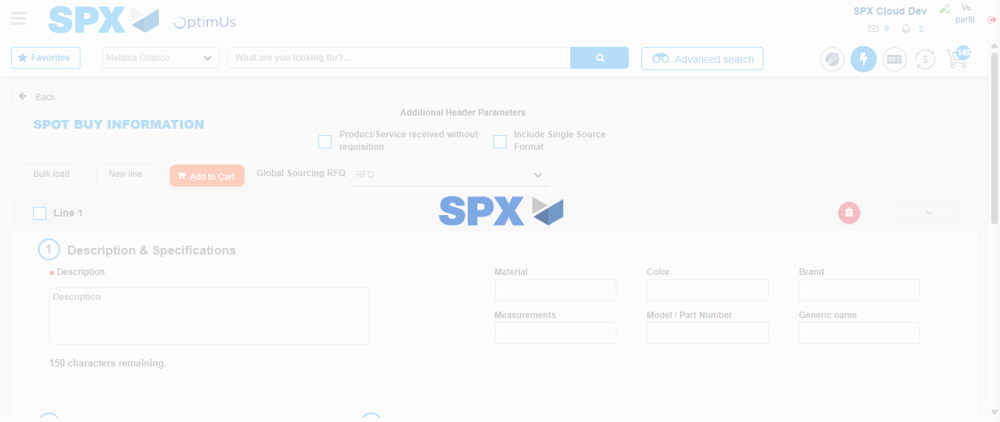 SPX
OptimUs
SPX Cloud Dev
Ve
perfil
0
2
Favorites
Metalsa Osasco
What are you looking for?...
Advanced search
$
148
Back
SPOT BUY INFORMATION
Additional Header Parameters
Product/Service received without
requisition
Include Single Source
Format
Bulk load
New line
Add to Cart
Global Sourcing RFQ
RFQ
SPX
Line 1
1
Description & Specifications
* Description
Description
150 characters remaining.
Material
Color
Brand
Measurements
Model / Part Number
Generic name